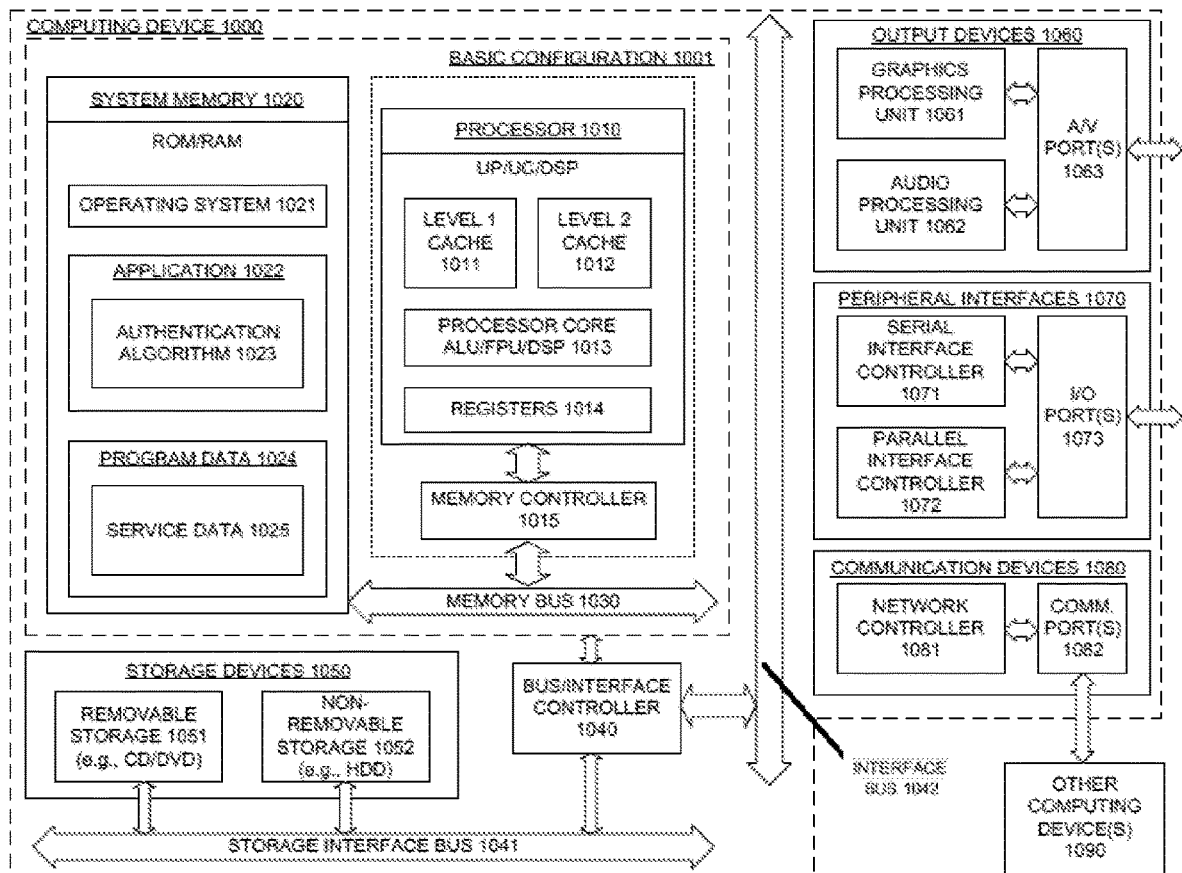 COMPUTING DEVICE 1000
BASIC CONFIGURATION 1001
SYSTEM MEMORY 1020
ROM/RAM
OPERATING SYSTEM 1021
APPLICATION 1022
AUTHENTICATION
ALGORITHM 1023
PROGRAM DATA 1024
SERVICE DATA 1025
PROCESSOR 1010
UP/UC/DSP
LEVEL 1
CACHE
1011
LEVEL 2
CACHE
1012
PROCESSOR CORE
ALU/FPU/DSP 1013
REGISTERS 1014
MEMORY CONTROLLER
1015
MEMORY BUS 1030
STORAGE DEVICES 1050
REMOVABLE
STORAGE 1051
(e.g., CD/DVD)
NON-
REMOVABLE
STORAGE 1052
(e.g., HDD)
BUS/INTERFACE
CONTROLLER
1040
STORAGE INTERFACE BUS 1041
OUTPUT DEVICES 1060
GRAPHICS
PROCESSING
UNIT 1061
AUDIO
PROCESSING
UNIT 1062
A/V
PORT(S)
1063
PERIPHERAL INTERFACES 1070
SERIAL
INTERFACE
CONTROLLER
1071
PARALLEL
INTERFACE
CONTROLLER
1072
I/O
PORT(S)
1073
COMMUNICATION DEVICES 1080
NETWORK
CONTROLLER
1081
COMM.
PORT(S)
1082
INTERFACE
BUS 1042
OTHER
COMPUTING
DEVICE(S)
1090